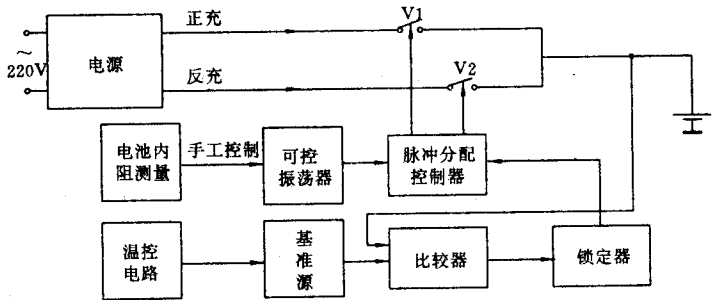 正充
V1
~
220V
电源
反充
V2
电池内
阻测量
手工控制
可控
振荡器
脉冲分配
控制器
温控
电路
基
准
源
比较器
锁定器